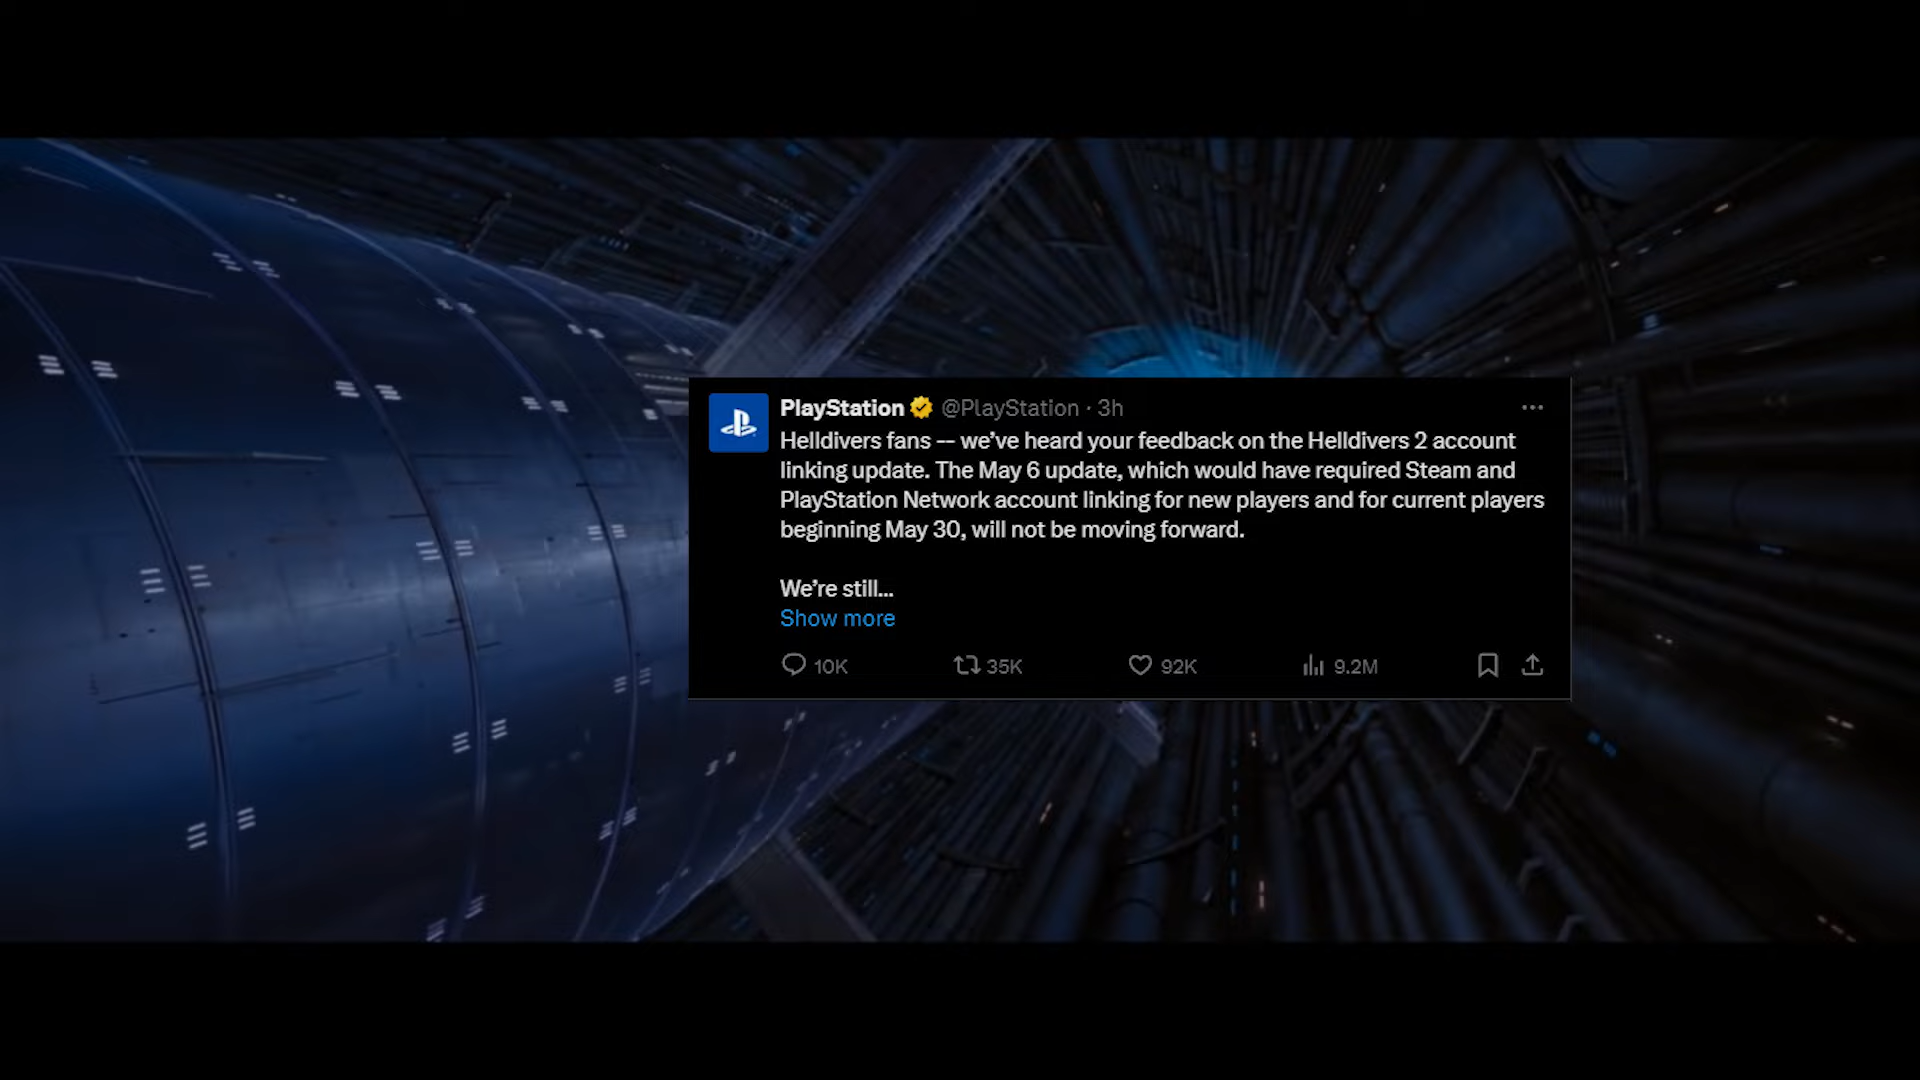 PlayStation @PlayStation · 3h
Helldivers fans -- we’ve heard your feedback on the Helldivers 2 account
linking update. The May 6 update, which would have required Steam and
PlayStation Network account linking for new players and for current players
beginning May 30, will not be moving forward.
We’re still...
Show more
10K 35K 92K 9.2M